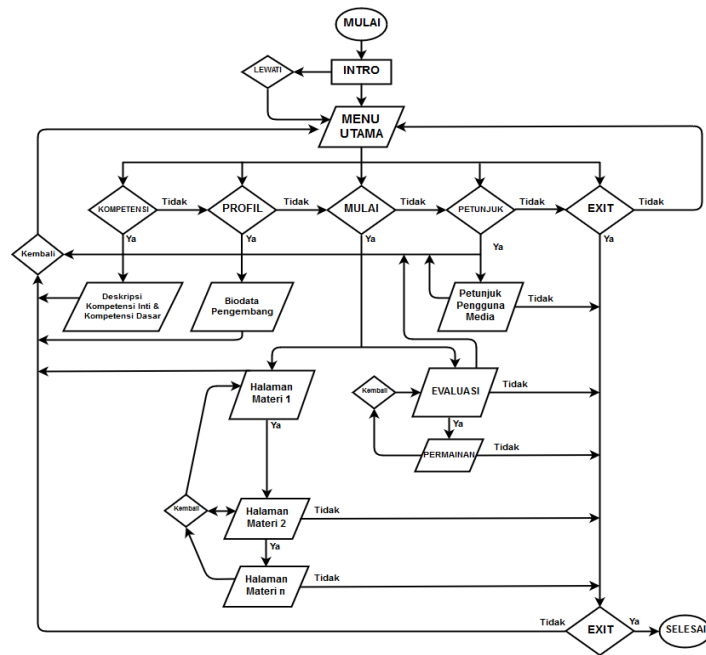 MULAI
LEWATI
INTRO
MENU
UTAMA
KOMPETENSI
Tidak
PROFIL
Tidak
MULAI
Tidak
PETUNJUK
Tidak
EXIT
Tidak
Ya
Ya
Ya
Ya
Ya
Kembali
Deskripsi
Kompetensi Inti &
Kompetensi Dasar
Biodata
Pengembang
Petunjuk
Pengguna
Media
Tidak
Halaman
Materi 1
Kembali
EVALUASI
Tidak
Ya
Ya
PERMAINAN
Tidak
Kembali
Halaman
Materi 2
Tidak
Ya
Halaman
Materi n
Tidak
Tidak
EXIT
Ya
SELESAI